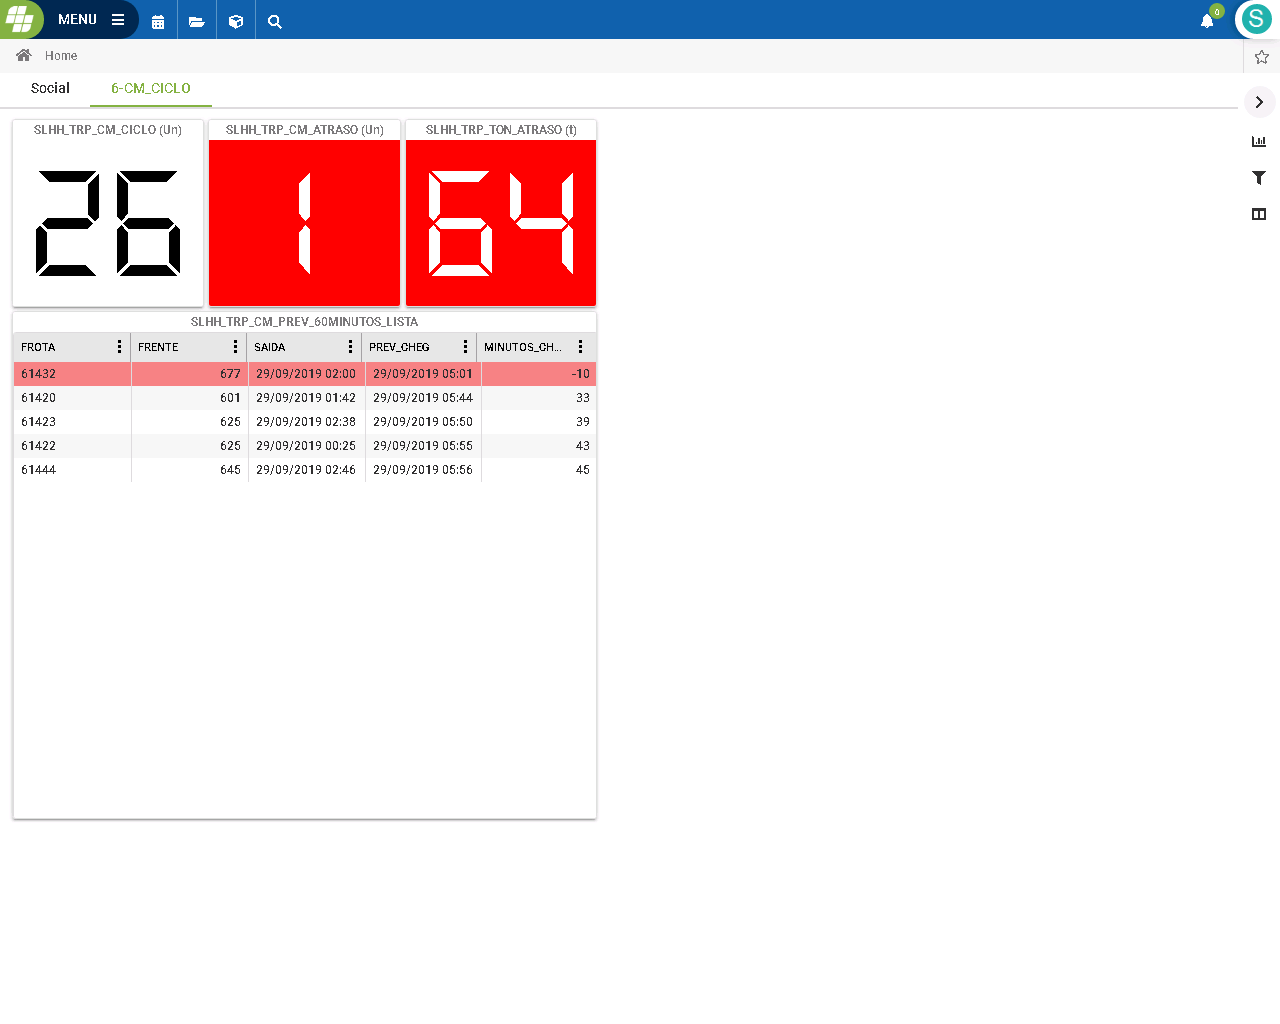 MENU
0
S
Home
Social 6-CM_CICLO
SLHH_TRP_CM_CICLO (Un) SLHH_TRP_CM_ATRASO (Un) SLHH_TRP_TON_ATRASO (t)
26 1 64
SLHH_TRP_CM_PREV_60MINUTOS_LISTA
FROTA FRENTE SAIDA PREV_CHEG MINUTOS_CH...
61432 677 29/09/2019 02:00 29/09/2019 05:01 -10
61420 601 29/09/2019 01:42 29/09/2019 05:44 33
61423 625 29/09/2019 02:38 29/09/2019 05:50 39
61422 625 29/09/2019 00:25 29/09/2019 05:55 43
61444 645 29/09/2019 02:46 29/09/2019 05:56 45